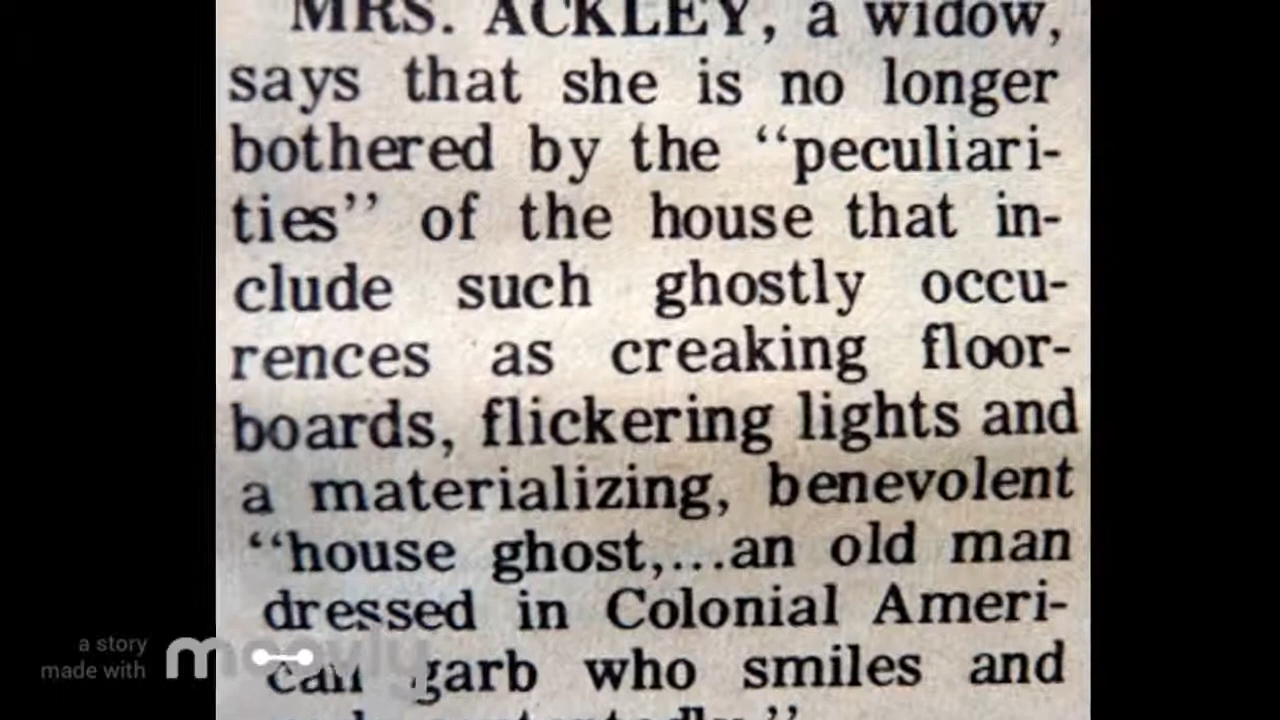 MRS. ACKLEY, a widow,
says that she is no longer
bothered by the “peculiari-
ties” of the house that in-
clude such ghostly occu-
rences as creaking floor-
boards, flickering lights and
a materializing, benevolent
“house ghost,...an old man
dressed in Colonial Ameri-
can garb who smiles and
a story
made with moovly